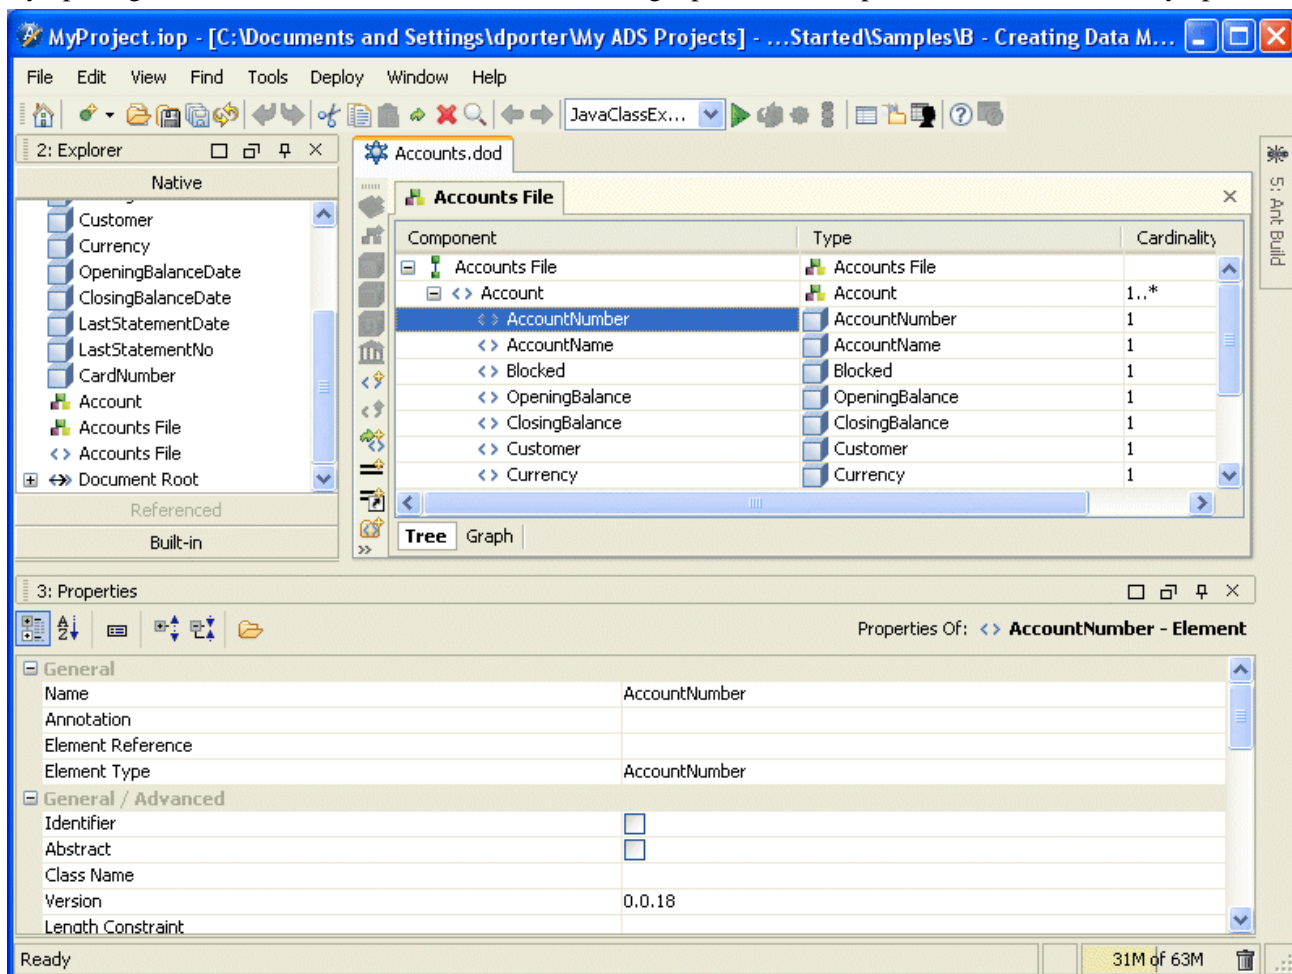 MyProject.iop - [C:\Documents and Settings\dporter\My ADS Projects] - ...Started\Samples\B - Creating Data M...
File Edit View Find Tools Deploy Window Help
JavaClassEx...
2: Explorer
Accounts.dod
Native
Accounts File
5: Ant Build
Customer
Currency
OpeningBalanceDate
ClosingBalanceDate
LastStatementDate
LastStatementNo
CardNumber
Account
Accounts File
Accounts File
Document Root
Referenced
Built-in
Component Type Cardinality
Accounts File Accounts File
Account Account 1..*
AccountNumber AccountNumber 1
AccountName AccountName 1
Blocked Blocked 1
OpeningBalance OpeningBalance 1
ClosingBalance ClosingBalance 1
Customer Customer 1
Currency Currency 1
Tree Graph
3: Properties
Properties Of: <> AccountNumber - Element
General
Name AccountNumber
Annotation
Element Reference
Element Type AccountNumber
General / Advanced
Identifier
Abstract
Class Name
Version 0.0.18
Length Constraint
Ready 31M of 63M